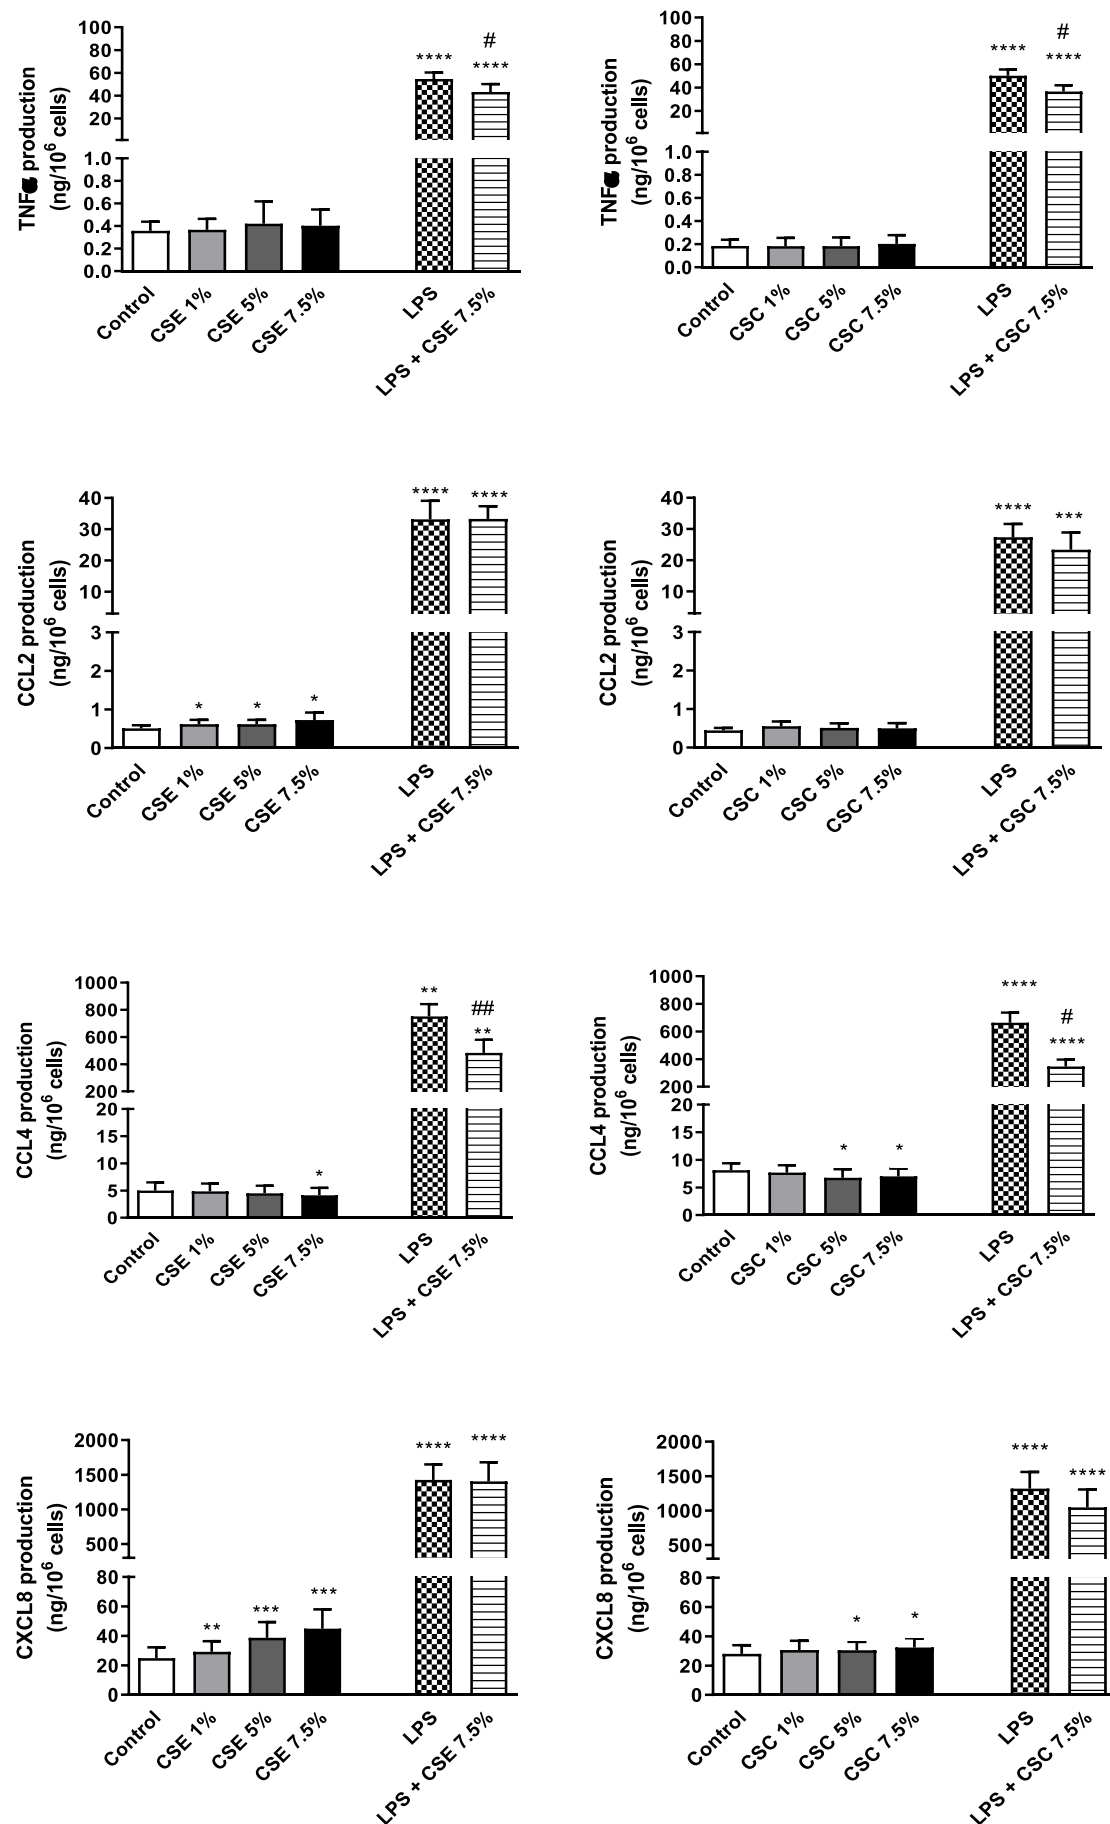 100
80
60
40
20
1.0
0.8
0.6
0.4
0.2
0.0
TNFα production
(ng/10⁶ cells)
****
#
****
Control
CSE 1%
CSE 5%
CSE 7.5%
LPS
LPS + CSE 7.5%
100
80
60
40
20
1.0
0.8
0.6
0.4
0.2
0.0
TNFα production
(ng/10⁶ cells)
****
#
****
Control
CSC 1%
CSC 5%
CSC 7.5%
LPS
LPS + CSC 7.5%
40
30
20
10
3
2
1
0
CCL2 production
(ng/10⁶ cells)
*
*
*
****
****
Control
CSE 1%
CSE 5%
CSE 7.5%
LPS
LPS + CSE 7.5%
40
30
20
10
3
2
1
0
CCL2 production
(ng/10⁶ cells)
****
***
Control
CSC 1%
CSC 5%
CSC 7.5%
LPS
LPS + CSC 7.5%
1000
800
600
400
200
20
15
10
5
0
CCL4 production
(ng/10⁶ cells)
*
**
##
**
Control
CSE 1%
CSE 5%
CSE 7.5%
LPS
LPS + CSE 7.5%
1000
800
600
400
200
20
15
10
5
0
CCL4 production
(ng/10⁶ cells)
*
*
****
#
****
Control
CSC 1%
CSC 5%
CSC 7.5%
LPS
LPS + CSC 7.5%
2000
1500
1000
500
80
60
40
20
0
CXCL8 production
(ng/10⁶ cells)
**
***
***
****
****
Control
CSE 1%
CSE 5%
CSE 7.5%
LPS
LPS + CSE 7.5%
2000
1500
1000
500
80
60
40
20
0
CXCL8 production
(ng/10⁶ cells)
*
*
****
****
Control
CSC 1%
CSC 5%
CSC 7.5%
LPS
LPS + CSC 7.5%